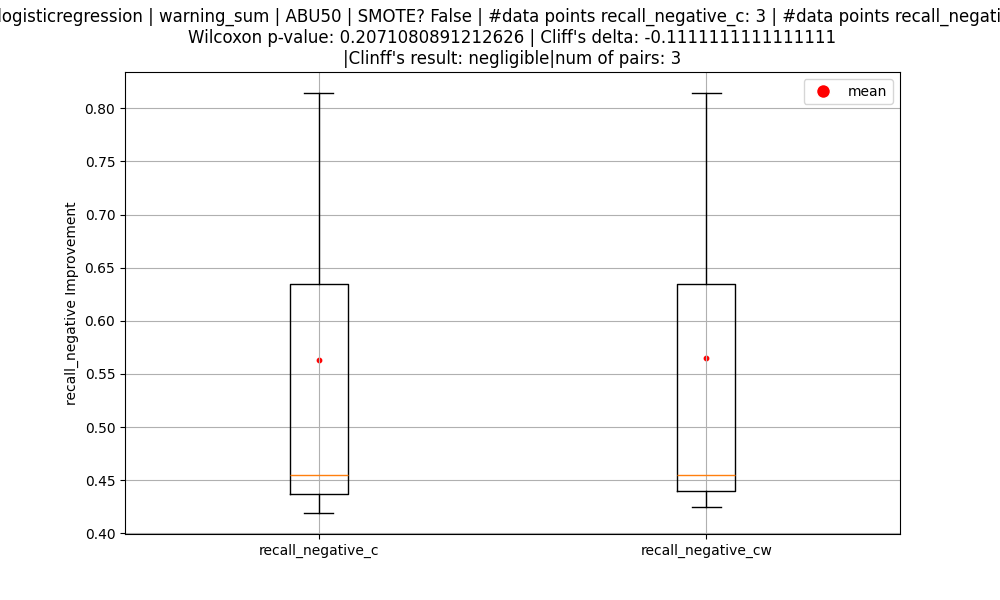 logisticregression | warning_sum | ABU50 | SMOTE? False | #data points recall_negative_c: 3 | #data points recall_negati
Wilcoxon p-value: 0.2071080891212626 | Cliff's delta: -0.1111111111111111
|Clinff's result: negligible|num of pairs: 3
mean
0.80
0.75
0.70
0.65
0.60
0.55
0.50
0.45
0.40
recall_negative Improvement
recall_negative_c
recall_negative_cw